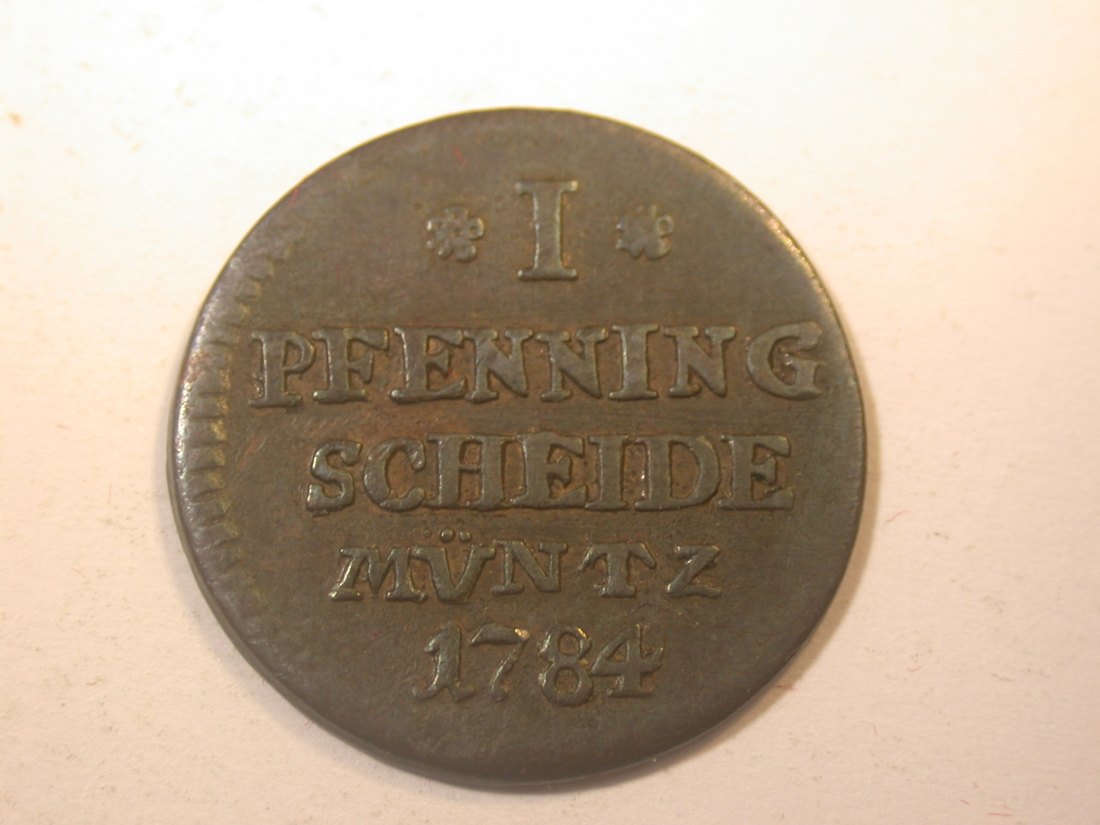 I
PFENNING
SCHEIDE
MÜNTZ
1784